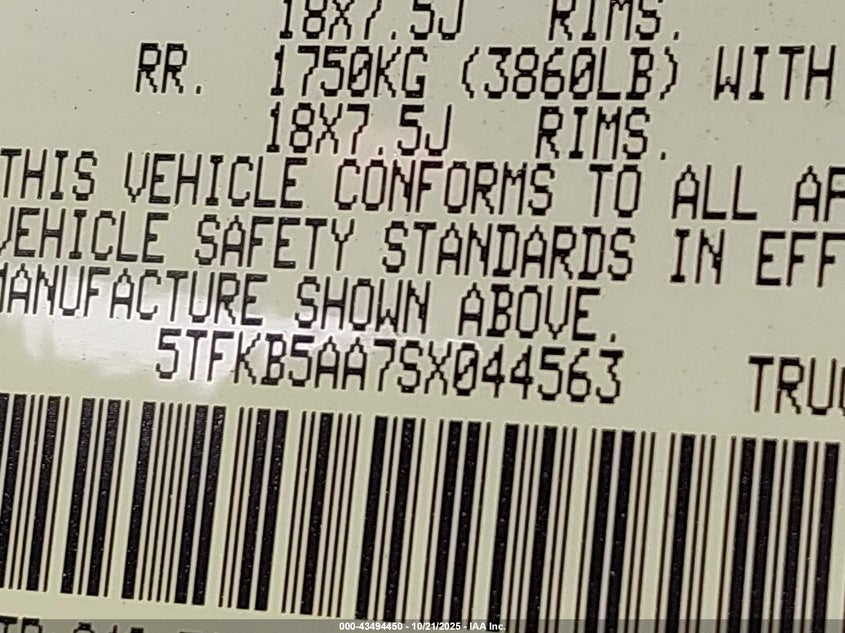 18X7.5J RIMS.
RR. 1750KG (3860LB) WITH
18X7.5J RIMS.
THIS VEHICLE CONFORMS TO ALL AP
VEHICLE SAFETY STANDARDS IN EFF
MANUFACTURE SHOWN ABOVE.
5TFKB5AA7SX044563 TRUC
000-43494450 - 10/21/2025 - IAA Inc.